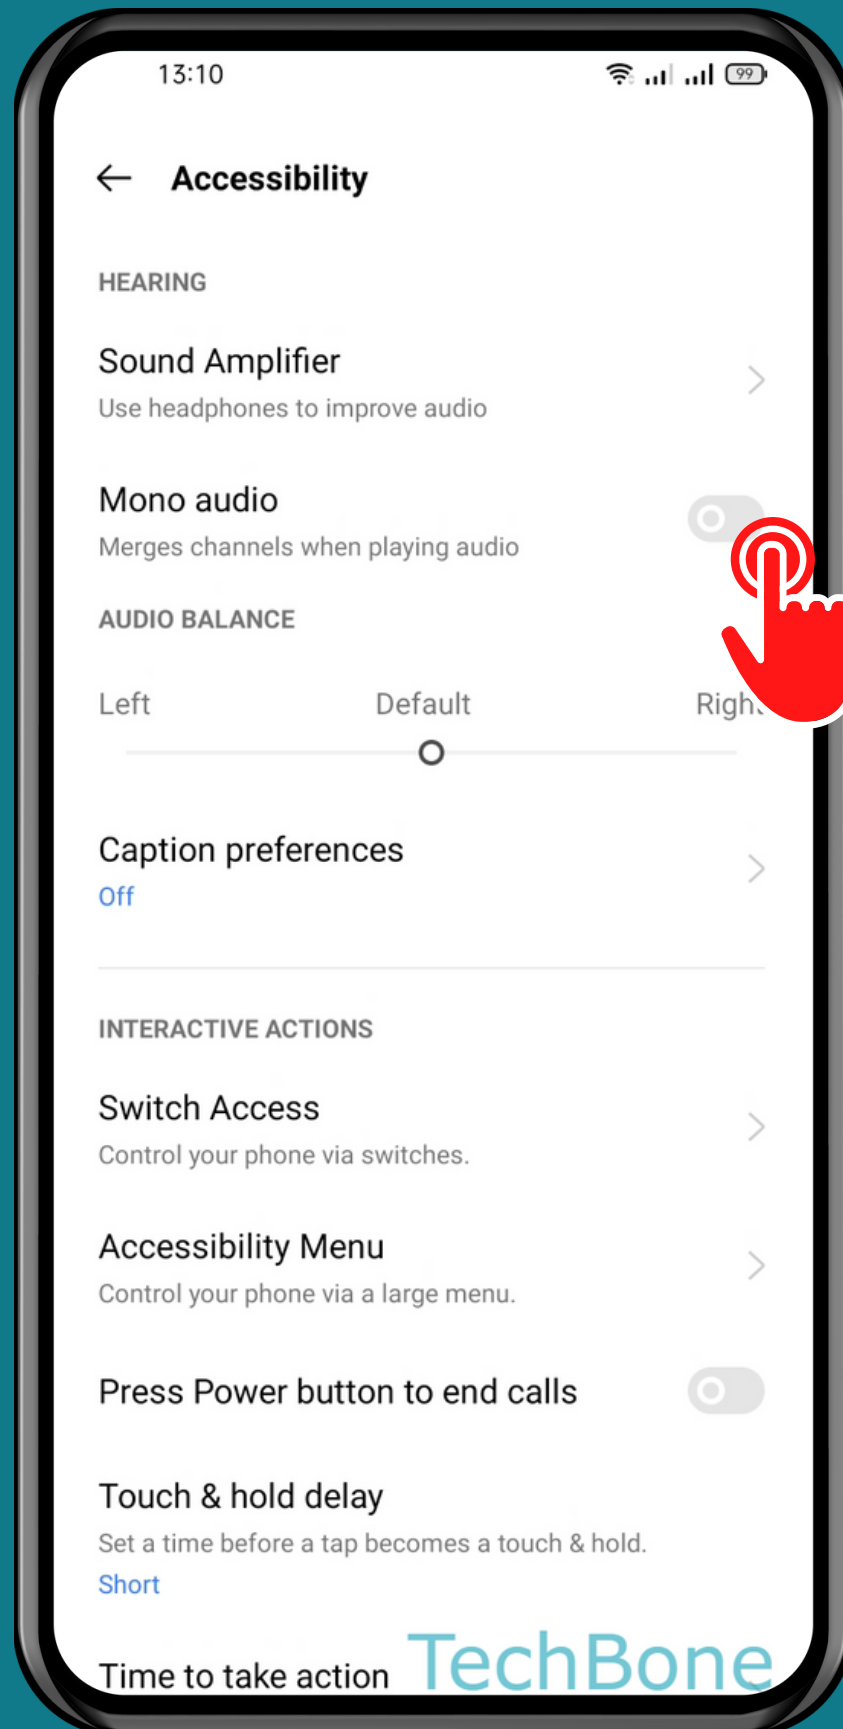 13:10
99
Accessibility
HEARING
Sound Amplifier
Use headphones to improve audio
Mono audio
Merges channels when playing audio
AUDIO BALANCE
Left Default Right
Caption preferences
Off
INTERACTIVE ACTIONS
Switch Access
Control your phone via switches.
Accessibility Menu
Control your phone via a large menu.
Press Power button to end calls
Touch & hold delay
Set a time before a tap becomes a touch & hold.
Short
Time to take action
TechBone